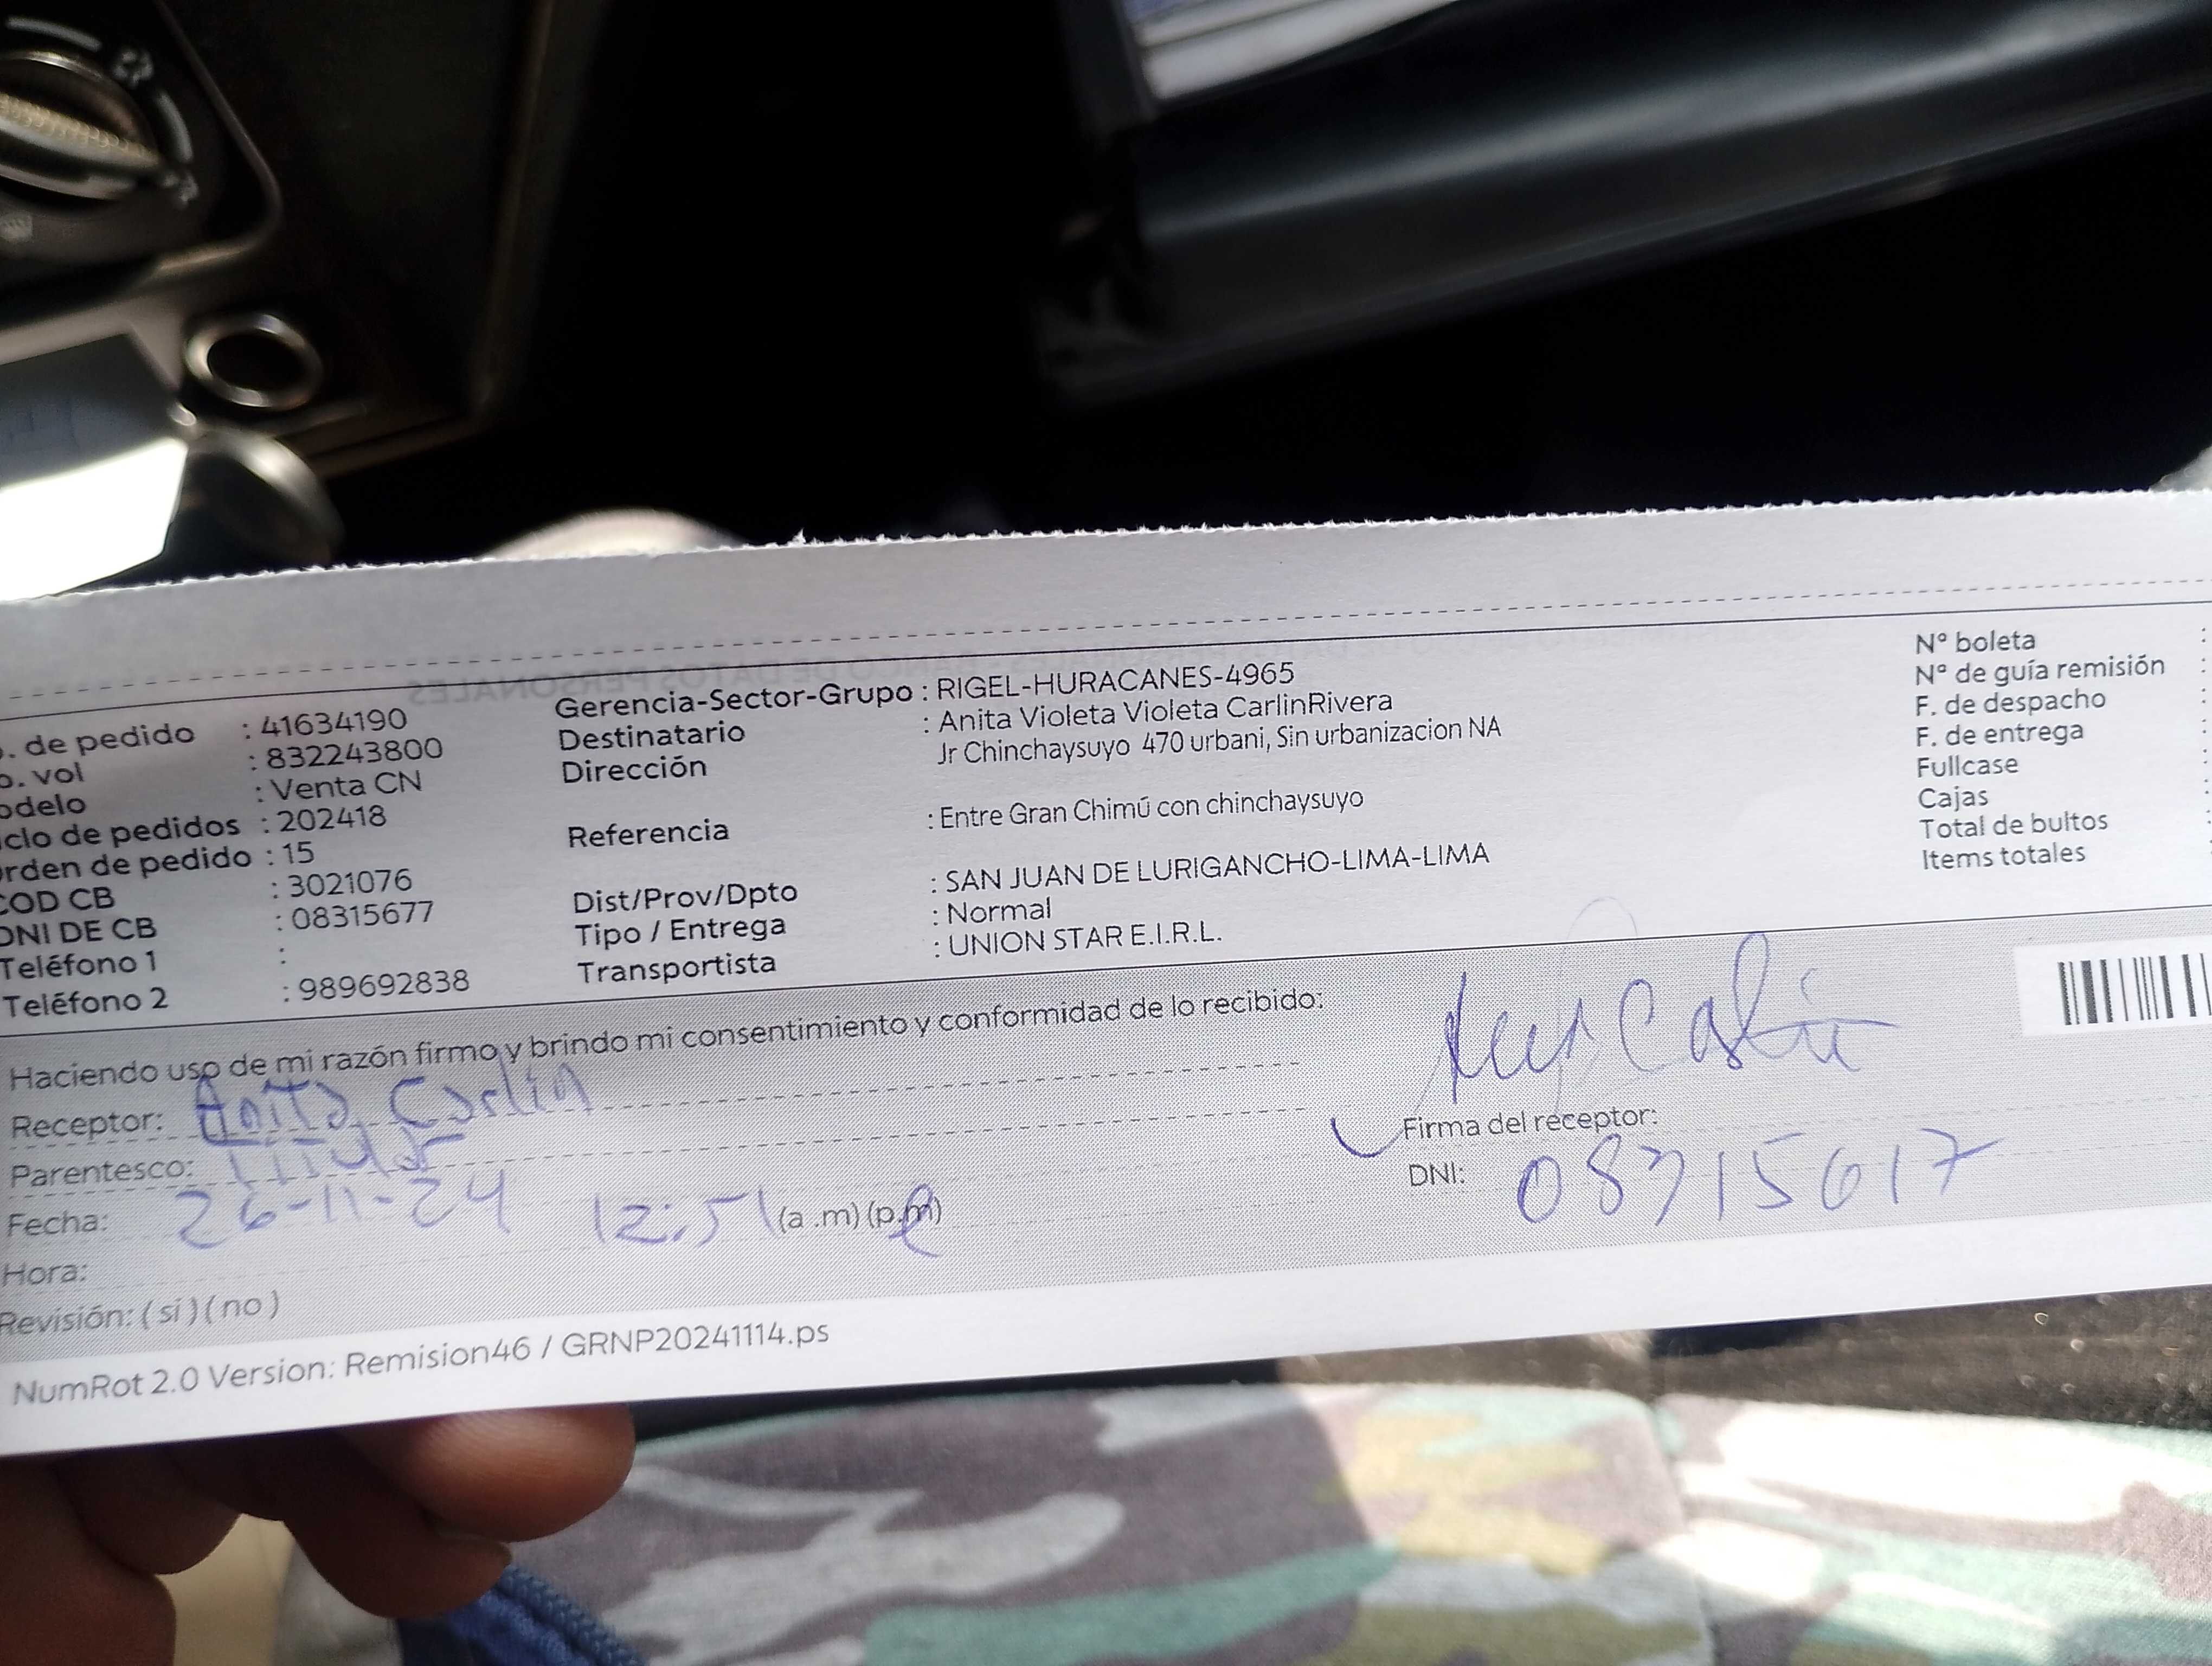 o. de pedido : 41634190
o. vol : 832243800
odelo : Venta CN
iclo de pedidos : 202418
rden de pedido : 15
COD CB : 3021076
DNI DE CB : 08315677
Teléfono 1 :
Teléfono 2 : 989692838
Gerencia-Sector-Grupo : RIGEL-HURACANES-4965
Destinatario : Anita Violeta Violeta CarlinRivera
Dirección Jr Chinchaysuyo 470 urbani, Sin urbanizacion NA
Referencia : Entre Gran Chimú con chinchaysuyo
Dist/Prov/Dpto : SAN JUAN DE LURIGANCHO-LIMA-LIMA
Tipo / Entrega : Normal
Transportista : UNION STAR E.I.R.L.
Nº boleta :
Nº de guía remisión :
F. de despacho :
F. de entrega :
Fullcase :
Cajas :
Total de bultos :
Items totales :
Haciendo uso de mi razón firmo y brindo mi consentimiento y conformidad de lo recibido:
Receptor: Anita Carlin
Parentesco: Titular
Fecha: 26-11-24 12:51 (a .m) (p.m)
Hora:
Revisión: ( si ) ( no )
Firma del receptor:
DNI: 08315617
NumRot 2.0 Version: Remision46 / GRNP20241114.ps